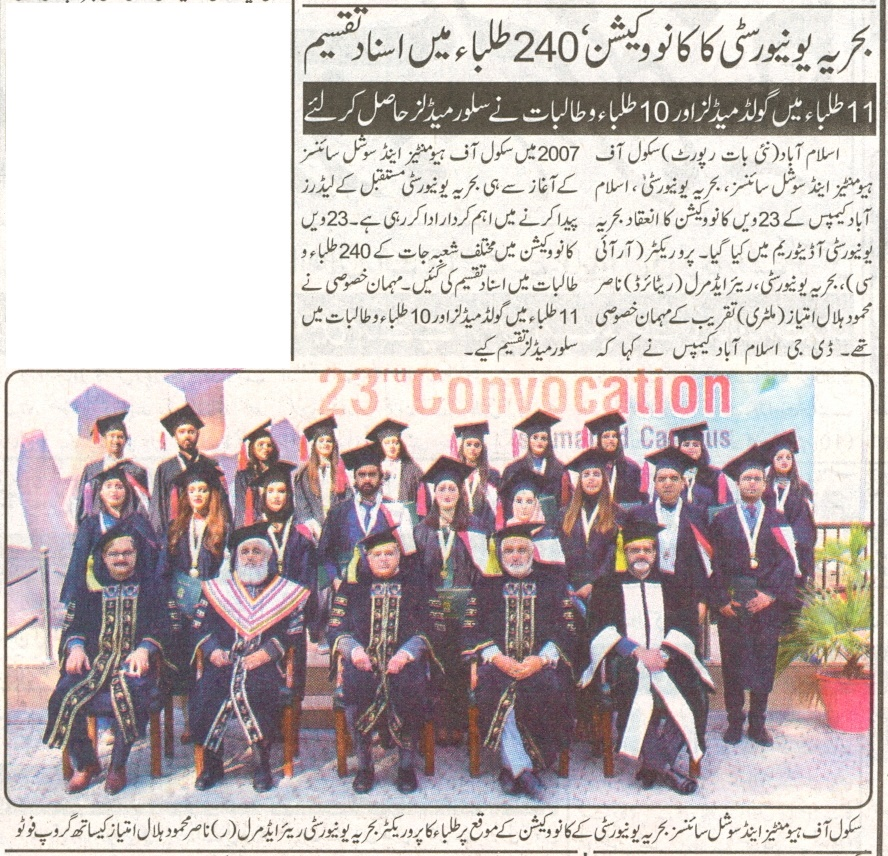 بحریہ یونیورسٹی کا کانووکیشن، 240 طلباء میں اسناد تقسیم
11 طلباء میں گولڈ میڈلز اور 10 طلباء و طالبات نے سلور میڈلز حاصل کر لئے
اسلام آباد (نئی بات رپورٹ) سکول آف
ہیومنٹیز اینڈ سوشل سائنسز، بحریہ یونیورسٹی، اسلام
آباد کیمپس کے 23ویں کانووکیشن کا انعقاد بحریہ
یونیورسٹی آڈیٹوریم میں کیا گیا۔ پرو ریکٹر (آر آئی
سی)، بحریہ یونیورسٹی، ریئر ایڈمرل (ریٹائرڈ) ناصر
محمود ہلال امتیاز (ملٹری) تقریب کے مہمان خصوصی
تھے۔ ڈی جی اسلام آباد کیمپس نے کہا کہ
2007 میں سکول آف ہیومنٹیز اینڈ سوشل سائنسز
کے آغاز سے ہی بحریہ یونیورسٹی مستقبل کے لیڈرز
پیدا کرنے میں اہم کردار ادا کر رہی ہے۔ 23ویں
کانووکیشن میں مختلف شعبہ جات کے 240 طلباء و
طالبات میں اسناد تقسیم کی گئیں۔ مہمان خصوصی نے
11 طلباء میں گولڈ میڈلز اور 10 طلباء و طالبات میں
سلور میڈلز تقسیم کیے۔
23rd Convocation
Campus
سکول آف ہیومنٹیز اینڈ سوشل سائنسز بحریہ یونیورسٹی کے کانووکیشن کے موقع پر طلباء کا پرو ریکٹر بحریہ یونیورسٹی ریئر ایڈمرل (ر) ناصر محمود ہلال امتیاز کیساتھ گروپ فوٹو